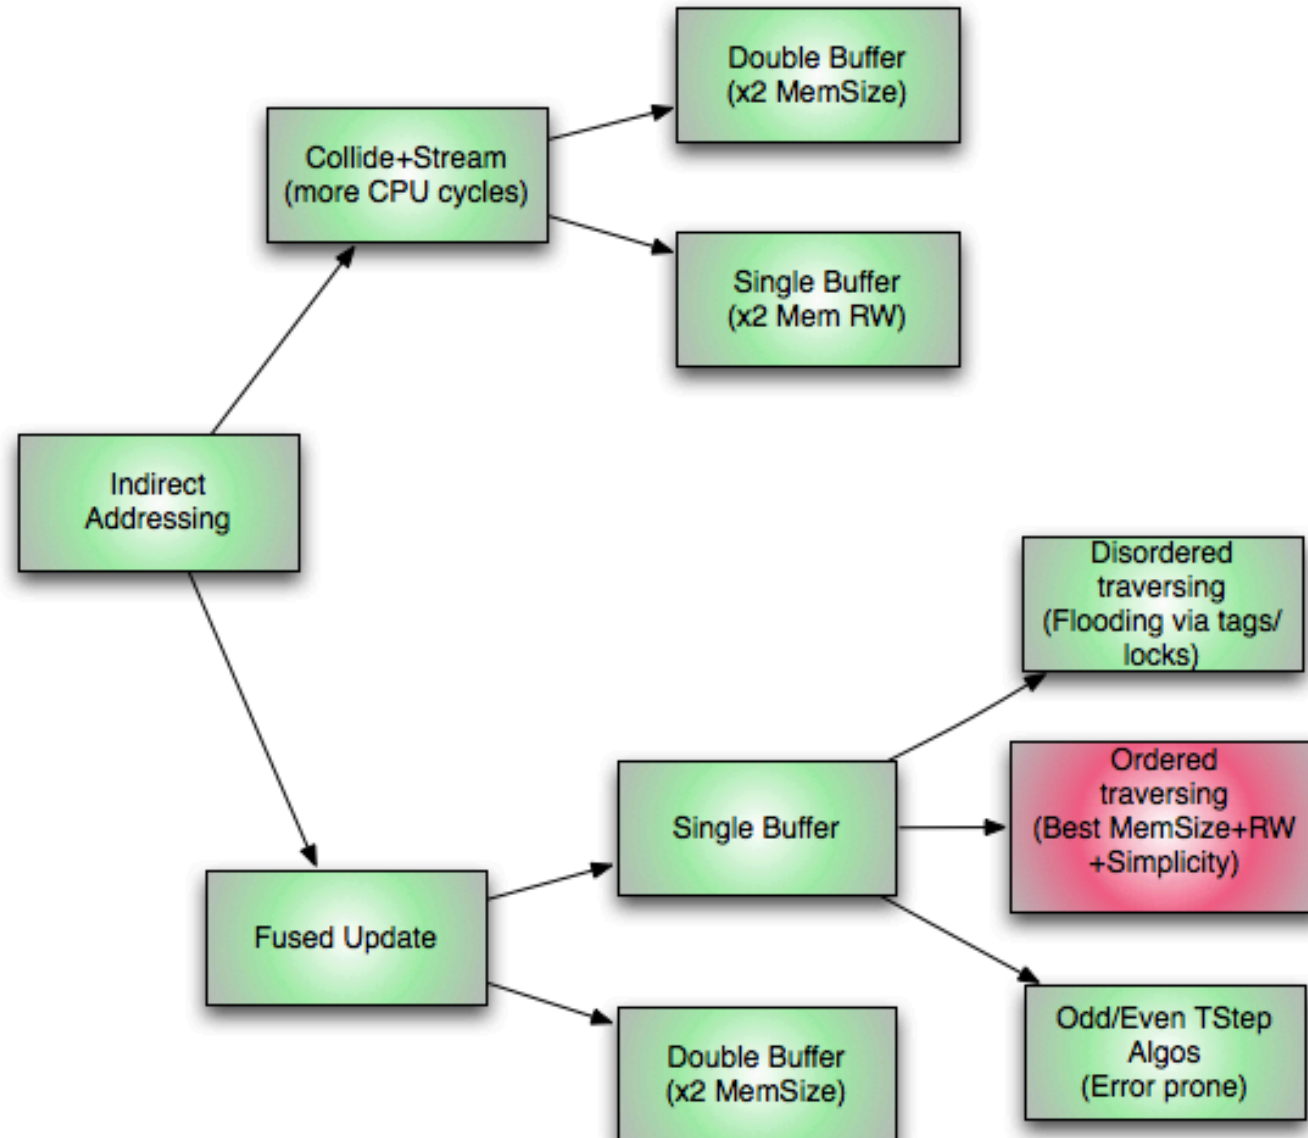 Double Buffer
(x2 MemSize)
Collide+Stream
(more CPU cycles)
Single Buffer
(x2 Mem RW)
Indirect
Addressing
Disordered
traversing
(Flooding via tags/
locks)
Ordered
traversing
(Best MemSize+RW
+Simplicity)
Single Buffer
Fused Update
Double Buffer
(x2 MemSize)
Odd/Even TStep
Algos
(Error prone)